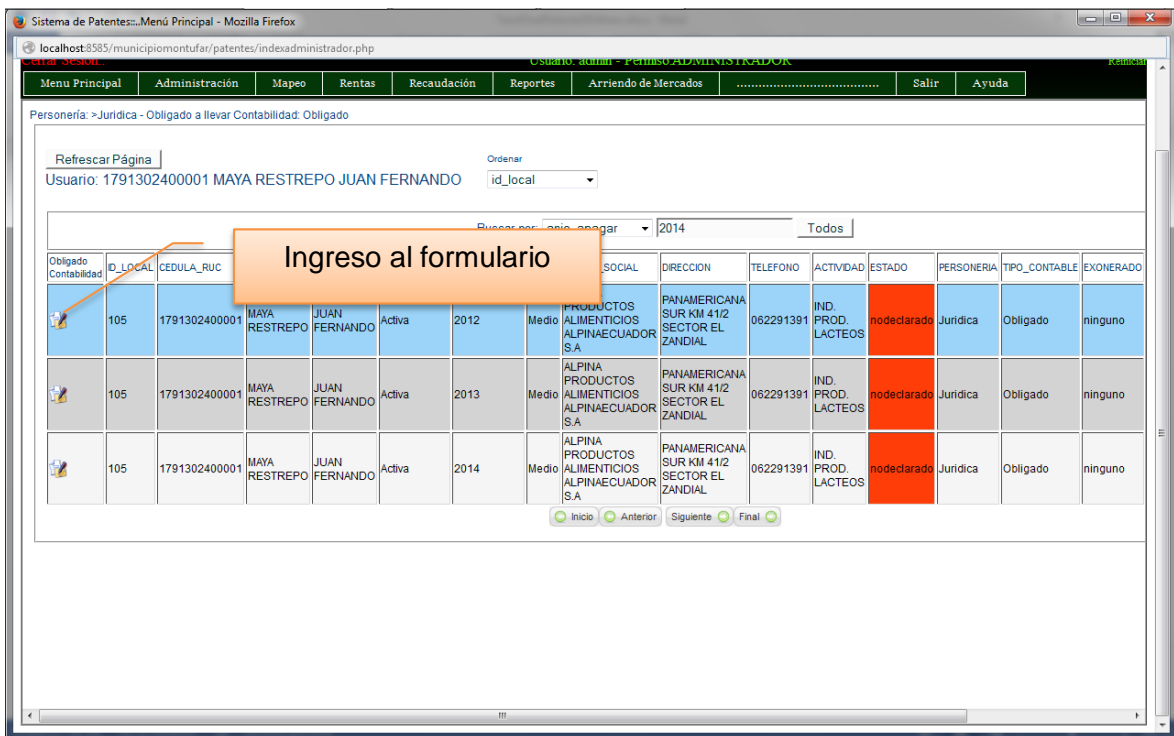 Sistema de Patentes:::..Menú Principal - Mozilla Firefox
localhost:8585/municipiomontufar/patentes/indexadministrador.php
Cerrar Sesion:. Usuario: admin - Permiso:ADMINISTRADOR Reiniciar
Menu Principal Administración Mapeo Rentas Recaudación Reportes Arriendo de Mercados ...................................... Salir Ayuda
Personería: >Juridica - Obligado a llevar Contabilidad: Obligado
Refrescar Página
Ordenar
Usuario: 1791302400001 MAYA RESTREPO JUAN FERNANDO id_local
Buscar por: anio_apagar 2014 Todos
Ingreso al formulario
Obligado
Contabilidad ID_LOCAL CEDULA_RUC _SOCIAL DIRECCION TELEFONO ACTIVIDAD ESTADO PERSONERIA TIPO_CONTABLE EXONERADO
105 1791302400001 MAYA RESTREPO JUAN FERNANDO Activa 2012 Medio PRODUCTOS ALIMENTICIOS ALPINAECUADOR S.A PANAMERICANA SUR KM 41/2 SECTOR EL ZANDIAL 062291391 IND. PROD. LACTEOS nodeclarado Juridica Obligado ninguno
105 1791302400001 MAYA RESTREPO JUAN FERNANDO Activa 2013 Medio ALPINA PRODUCTOS ALIMENTICIOS ALPINAECUADOR S.A PANAMERICANA SUR KM 41/2 SECTOR EL ZANDIAL 062291391 IND. PROD. LACTEOS nodeclarado Juridica Obligado ninguno
105 1791302400001 MAYA RESTREPO JUAN FERNANDO Activa 2014 Medio ALPINA PRODUCTOS ALIMENTICIOS ALPINAECUADOR S.A PANAMERICANA SUR KM 41/2 SECTOR EL ZANDIAL 062291391 IND. PROD. LACTEOS nodeclarado Juridica Obligado ninguno
Inicio Anterior Siguiente Final